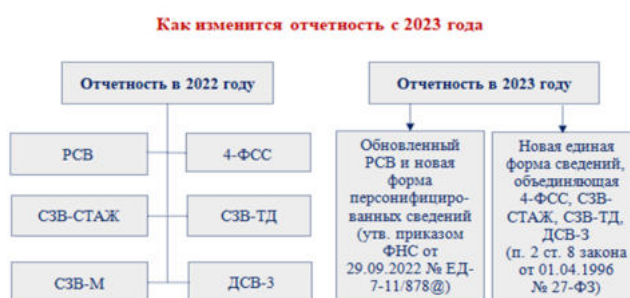 Как изменится отчетность с 2023 года
Отчетность в 2022 году
РСВ
4-ФСС
СЗВ-СТАЖ
СЗВ-ТД
СЗВ-М
ДСВ-3
Отчетность в 2023 году
Обновленный
РСВ и новая
форма
персонифициро-
ванных сведений
(утв. приказом
ФНС от
29.09.2022 № ЕД-
7-11/878@)
Новая единая
форма сведений,
объединяющая
4-ФСС, СЗВ-
СТАЖ, СЗВ-ТД,
ДСВ-3
(п. 2 ст. 8 закона
от 01.04.1996
№ 27-ФЗ)